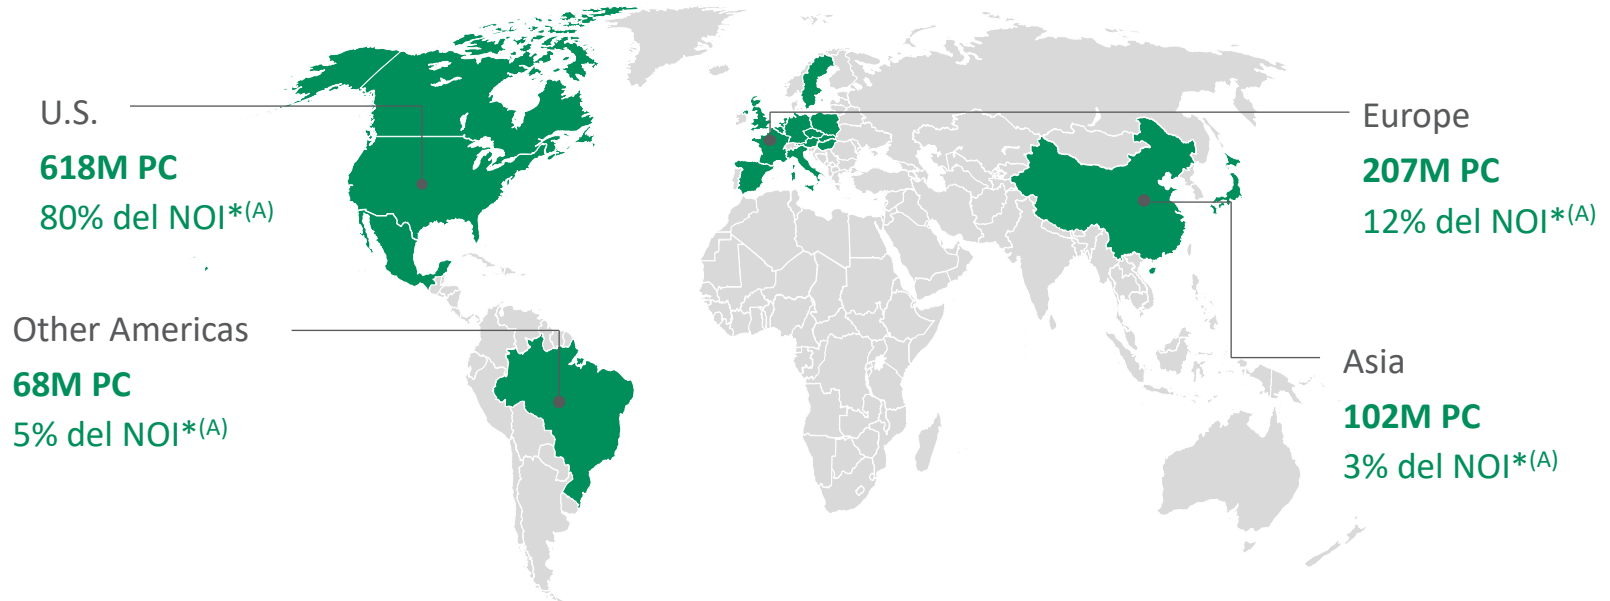 U.S.
618M PC
80% del NOI*(A)
Other Americas
68M PC
5% del NOI*(A)
Europe
207M PC
12% del NOI*(A)
Asia
102M PC
3% del NOI*(A)